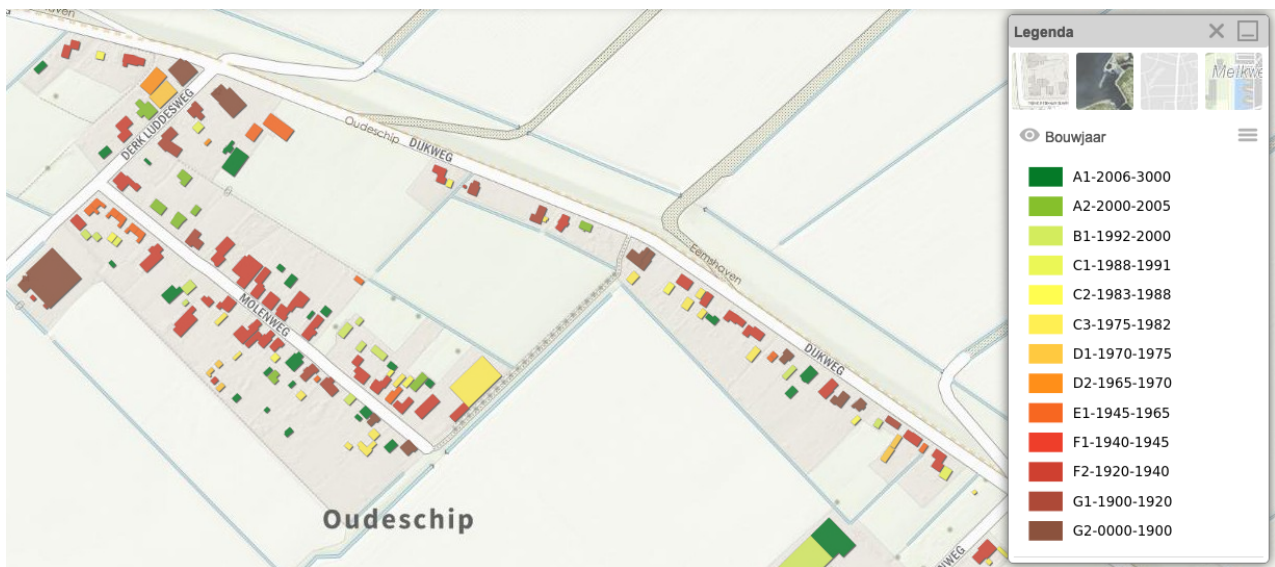 Eemshaven
DERK LUDDESWEG
Oudeschip
DIJKWEG
Eemshaven
MOLENWEG
DIJKWEG
Oudeschip
Legenda
Bouwjaar
A1-2006-3000
A2-2000-2005
B1-1992-2000
C1-1988-1991
C2-1983-1988
C3-1975-1982
D1-1970-1975
D2-1965-1970
E1-1945-1965
F1-1940-1945
F2-1920-1940
G1-1900-1920
G2-0000-1900